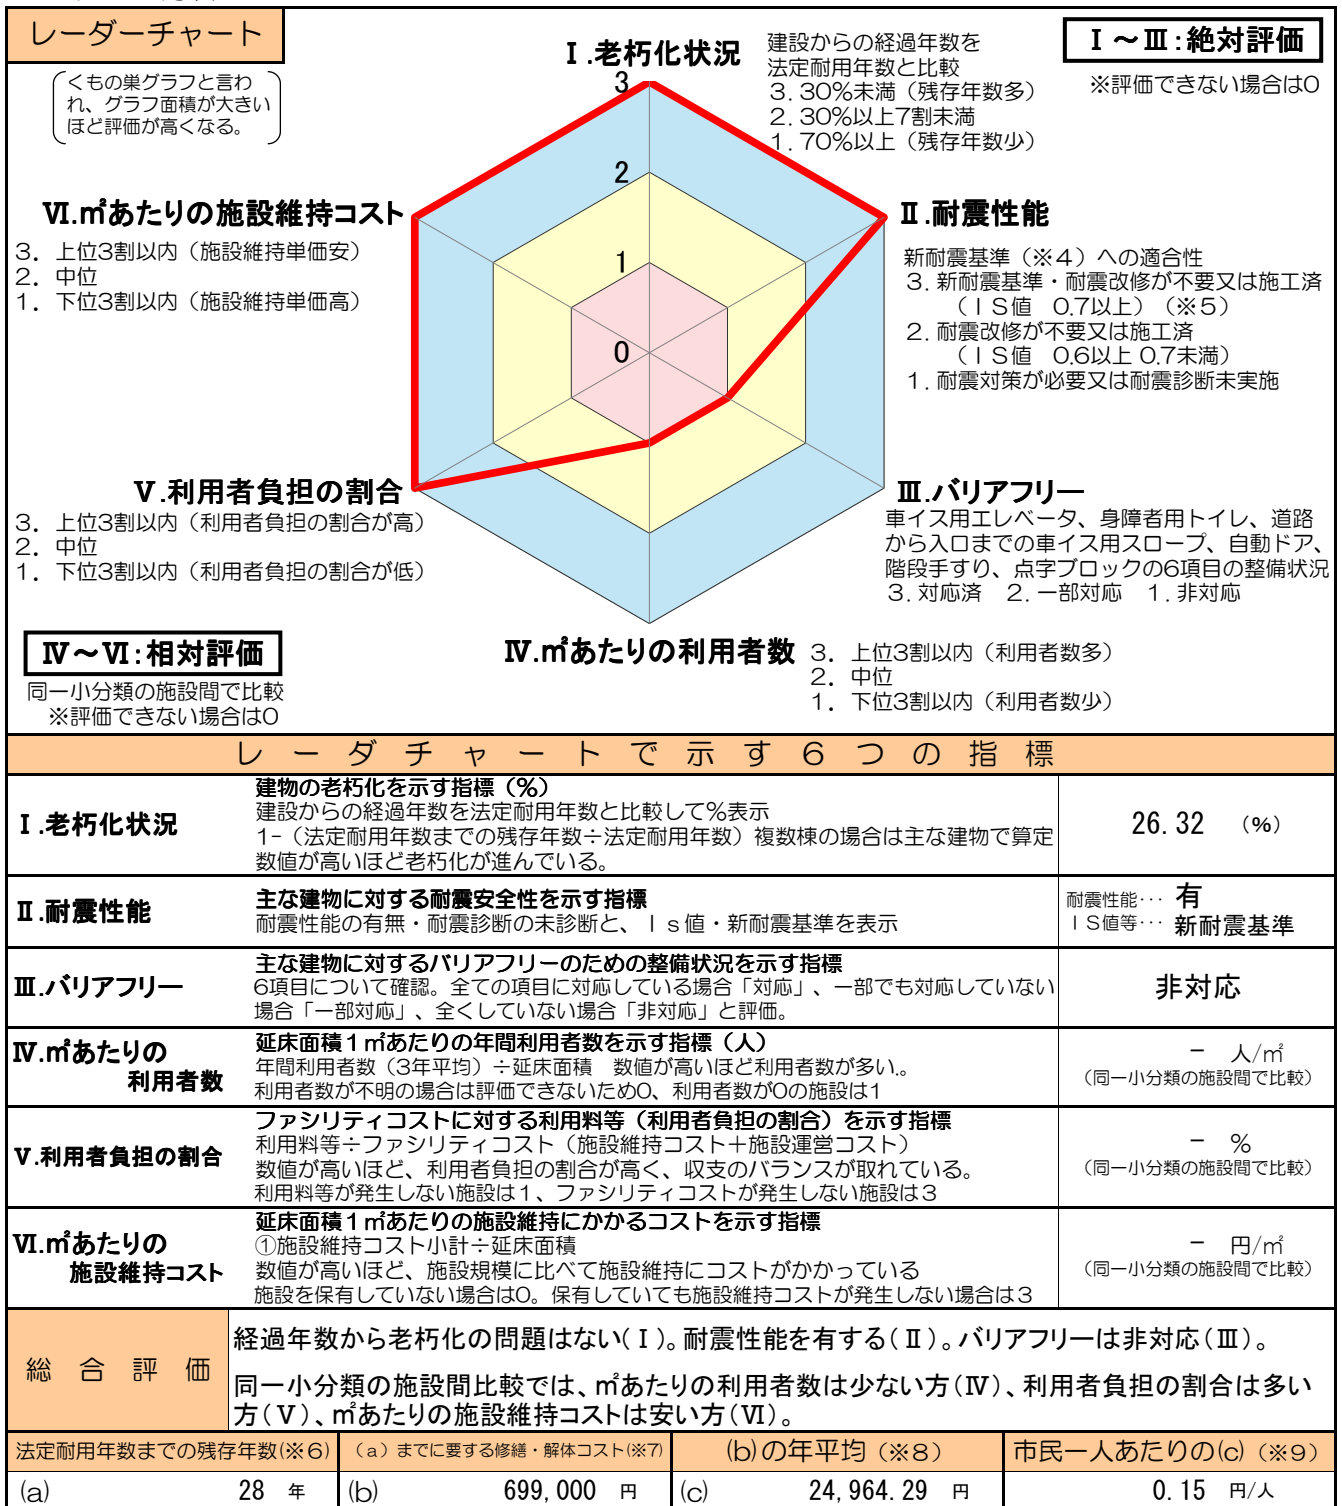 レーダーチャート
くもの巣グラフと言わ
れ、グラフ面積が大きい
ほど評価が高くなる。
Ⅰ.老朽化状況
建設からの経過年数を
法定耐用年数と比較
3. 30%未満（残存年数多）
2. 30%以上7割未満
1. 70%以上（残存年数少）
Ⅰ～Ⅲ:絶対評価
※評価できない場合は0
3
2
1
0
Ⅵ.㎡あたりの施設維持コスト
3. 上位3割以内（施設維持単価安）
2. 中位
1. 下位3割以内（施設維持単価高）
Ⅱ.耐震性能
新耐震基準（※4）への適合性
3. 新耐震基準・耐震改修が不要又は施工済
（ＩＳ値 0.7以上）（※5）
2. 耐震改修が不要又は施工済
（ＩＳ値 0.6以上 0.7未満）
1. 耐震対策が必要又は耐震診断未実施
Ⅴ.利用者負担の割合
3. 上位3割以内（利用者負担の割合が高）
2. 中位
1. 下位3割以内（利用者負担の割合が低）
Ⅲ.バリアフリー
車イス用エレベータ、身障者用トイレ、道路
から入口までの車イス用スロープ、自動ドア、
階段手すり、点字ブロックの6項目の整備状況
3. 対応済 2. 一部対応 1. 非対応
Ⅳ～Ⅵ:相対評価
同一小分類の施設間で比較
※評価できない場合は0
Ⅳ.㎡あたりの利用者数
3. 上位3割以内（利用者数多）
2. 中位
1. 下位3割以内（利用者数少）
レーダチャートで示す６つの指標
Ⅰ.老朽化状況
建物の老朽化を示す指標（%）
建設からの経過年数を法定耐用年数と比較して%表示
1-（法定耐用年数までの残存年数÷法定耐用年数）複数棟の場合は主な建物で算定
数値が高いほど老朽化が進んでいる。
26.32 （%）
Ⅱ.耐震性能
主な建物に対する耐震安全性を示す指標
耐震性能の有無・耐震診断の未診断と、Ｉｓ値・新耐震基準を表示
耐震性能… 有
ＩＳ値等… 新耐震基準
Ⅲ.バリアフリー
主な建物に対するバリアフリーのための整備状況を示す指標
6項目について確認。全ての項目に対応している場合「対応」、一部でも対応していない
場合「一部対応」、全くしていない場合「非対応」と評価。
非対応
Ⅳ.㎡あたりの
利用者数
延床面積１㎡あたりの年間利用者数を示す指標（人）
年間利用者数（3年平均）÷延床面積 数値が高いほど利用者数が多い。
利用者数が不明の場合は評価できないため0、利用者数が0の施設は1
－ 人/㎡
（同一小分類の施設間で比較）
Ⅴ.利用者負担の割合
ファシリティコストに対する利用料等（利用者負担の割合）を示す指標
利用料等÷ファシリティコスト（施設維持コスト＋施設運営コスト）
数値が高いほど、利用者負担の割合が高く、収支のバランスが取れている。
利用料等が発生しない施設は１、ファシリティコストが発生しない施設は３
－ %
（同一小分類の施設間で比較）
Ⅵ.㎡あたりの
施設維持コスト
延床面積１㎡あたりの施設維持にかかるコストを示す指標
①施設維持コスト小計÷延床面積
数値が高いほど、施設規模に比べて施設維持にコストがかかっている
施設を保有していない場合は0。保有していても施設維持コストが発生しない場合は３
－ 円/㎡
（同一小分類の施設間で比較）
総合評価
経過年数から老朽化の問題はない(Ⅰ)。耐震性能を有する(Ⅱ)。バリアフリーは非対応(Ⅲ)。
同一小分類の施設間比較では、㎡あたりの利用者数は少ない方(Ⅳ)、利用者負担の割合は多い
方(Ⅴ)、㎡あたりの施設維持コストは安い方(Ⅵ)。
法定耐用年数までの残存年数(※6)
（a）までに要する修繕・解体コスト(※7)
(b)の年平均（※8）
市民一人あたりの(c)（※9）
(a) 28 年
(b) 699,000 円
(c) 24,964.29 円
0.15 円/人